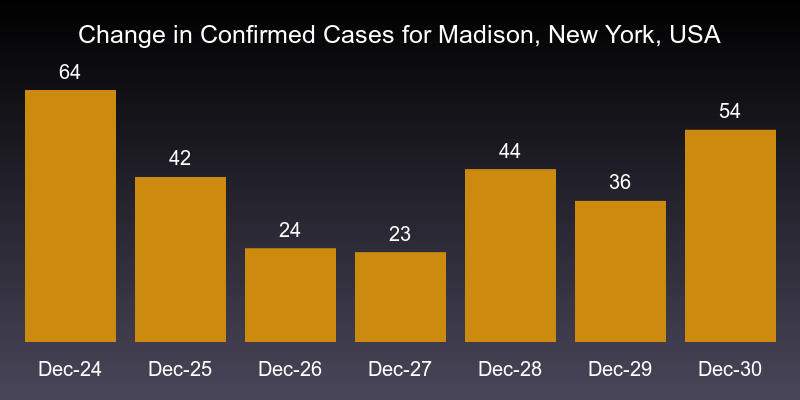 Change in Confirmed Cases for Madison, New York, USA
64
42
24
23
44
36
54
Dec-24
Dec-25
Dec-26
Dec-27
Dec-28
Dec-29
Dec-30